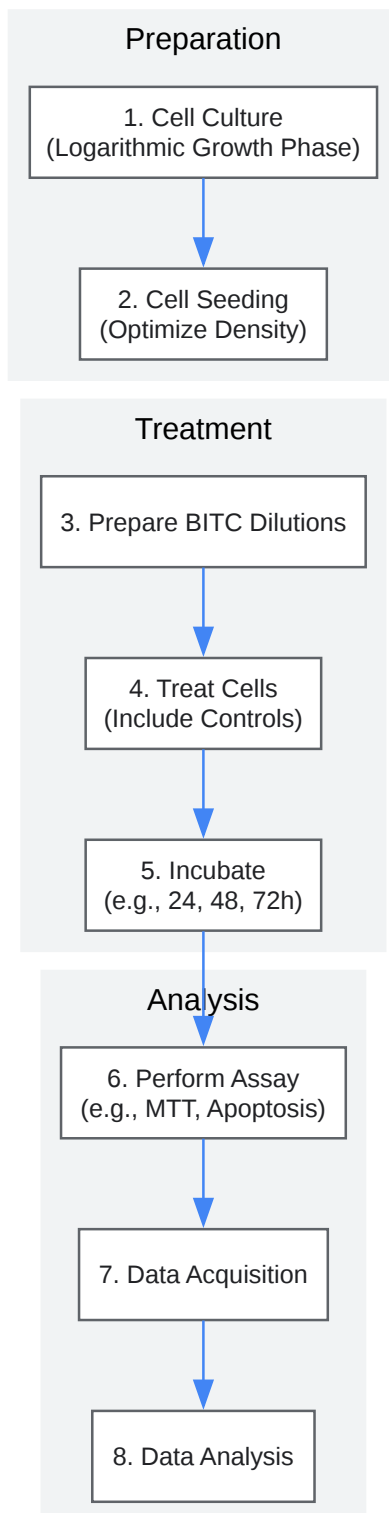 Preparation
1. Cell Culture
(Logarithmic Growth Phase)
2. Cell Seeding
(Optimize Density)
Treatment
3. Prepare BITC Dilutions
4. Treat Cells
(Include Controls)
5. Incubate
(e.g., 24, 48, 72h)
Analysis
6. Perform Assay
(e.g., MTT, Apoptosis)
7. Data Acquisition
8. Data Analysis